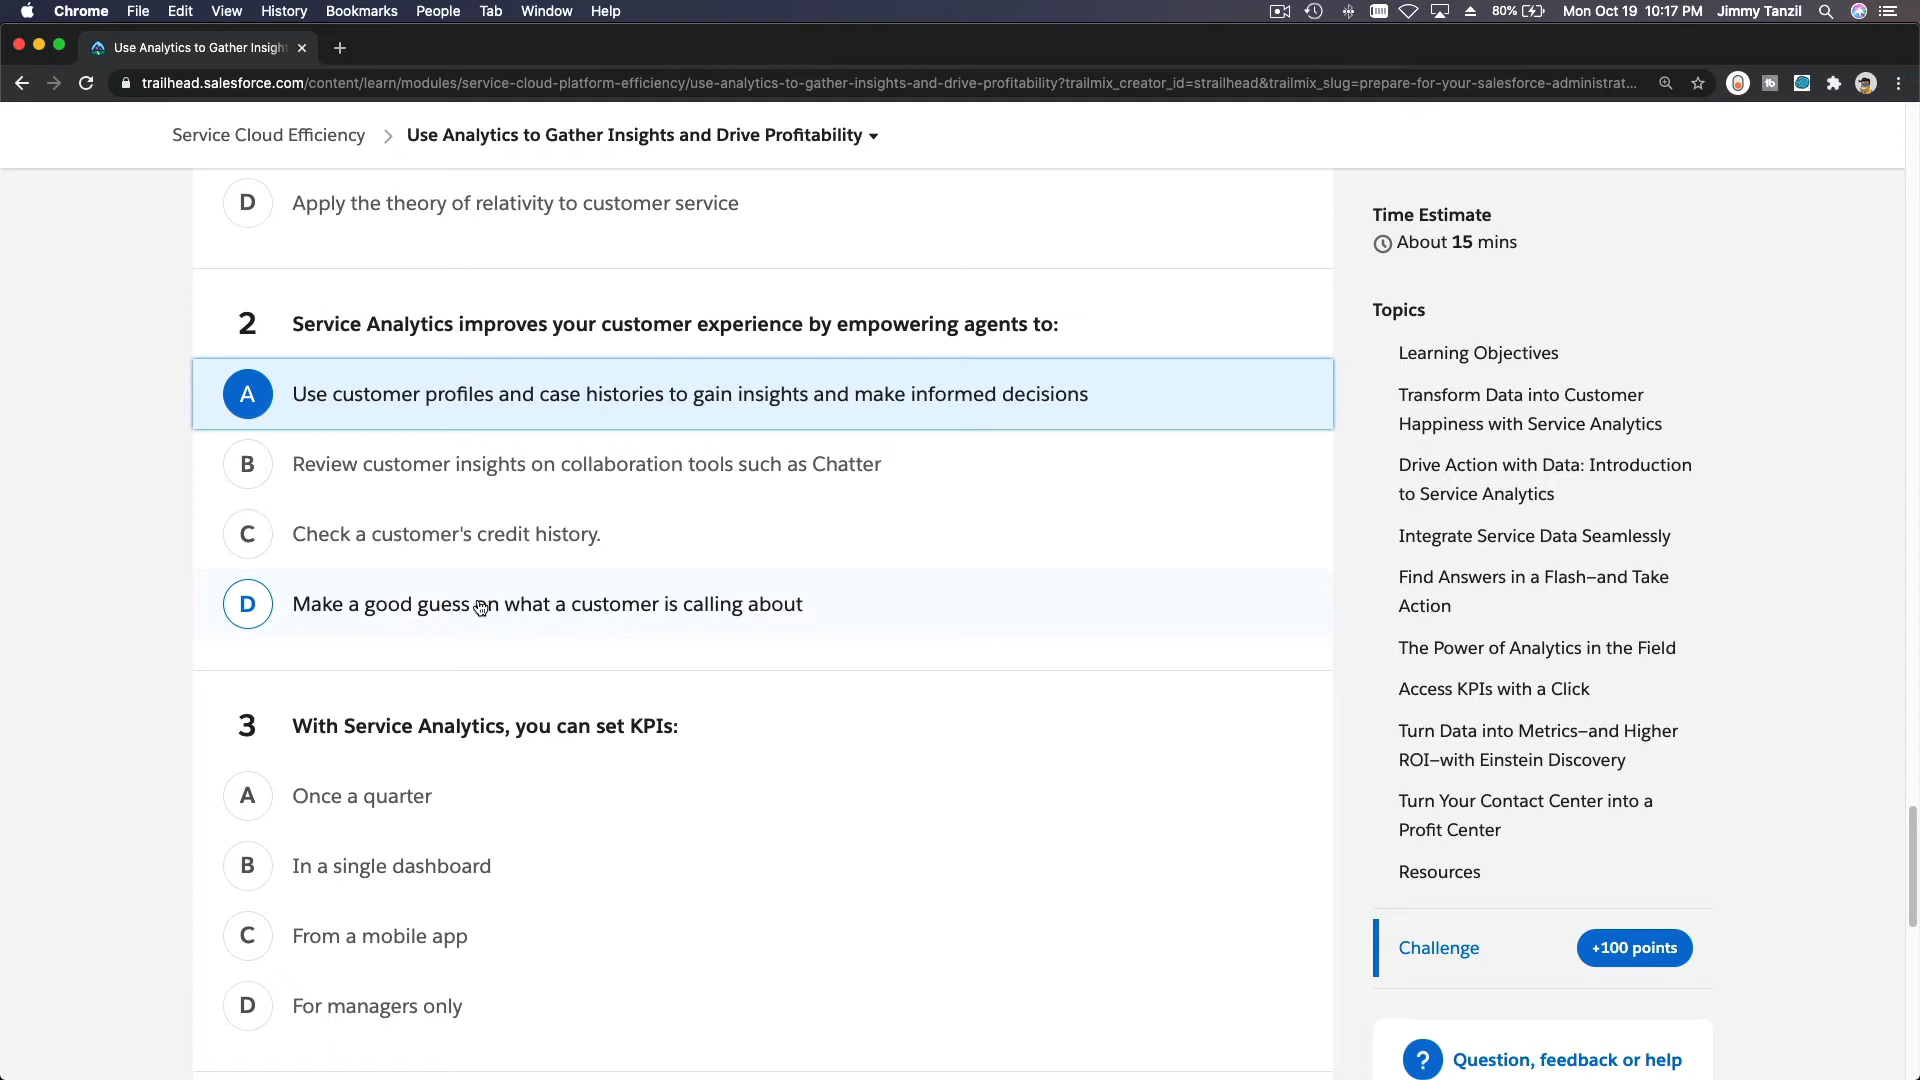 Chrome File Edit View History Bookmarks People Tab Window Help 80% Mon Oct 19 10:17 PM Jimmy Tanzil
Use Analytics to Gather Insigh
trailhead.salesforce.com/content/learn/modules/service-cloud-platform-efficiency/use-analytics-to-gather-insights-and-drive-profitability?trailmix_creator_id=strailhead&trailmix_slug=prepare-for-your-salesforce-administrat...
Service Cloud Efficiency > Use Analytics to Gather Insights and Drive Profitability
D Apply the theory of relativity to customer service
2 Service Analytics improves your customer experience by empowering agents to:
A Use customer profiles and case histories to gain insights and make informed decisions
B Review customer insights on collaboration tools such as Chatter
C Check a customer's credit history.
D Make a good guess on what a customer is calling about
3 With Service Analytics, you can set KPIs:
A Once a quarter
B In a single dashboard
C From a mobile app
D For managers only
Time Estimate
About 15 mins
Topics
Learning Objectives
Transform Data into Customer
Happiness with Service Analytics
Drive Action with Data: Introduction
to Service Analytics
Integrate Service Data Seamlessly
Find Answers in a Flash—and Take
Action
The Power of Analytics in the Field
Access KPIs with a Click
Turn Data into Metrics—and Higher
ROI—with Einstein Discovery
Turn Your Contact Center into a
Profit Center
Resources
Challenge +100 points
? Question, feedback or help